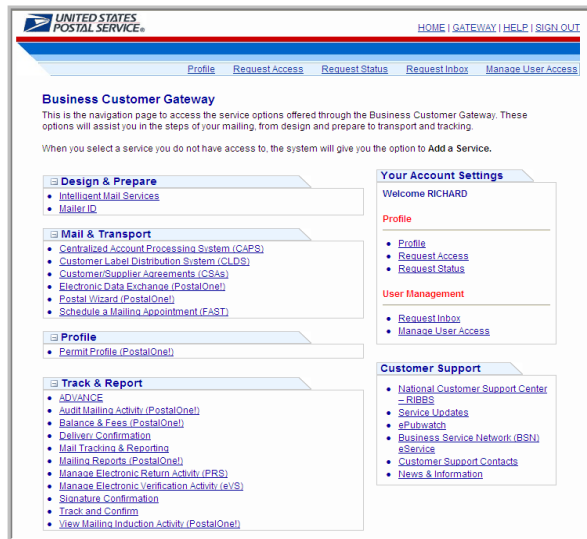 UNITED STATES
POSTAL SERVICE®
HOME | GATEWAY | HELP | SIGN OUT
Profile Request Access Request Status Request Inbox Manage User Access
Business Customer Gateway
This is the navigation page to access the service options offered through the Business Customer Gateway. These
options will assist you in the steps of your mailing, from design and prepare to transport and tracking.
When you select a service you do not have access to, the system will give you the option to Add a Service.
Design & Prepare
Intelligent Mail Services
Mailer ID
Mail & Transport
Centralized Account Processing System (CAPS)
Customer Label Distribution System (CLDS)
Customer/Supplier Agreements (CSAs)
Electronic Data Exchange (PostalOne!)
Postal Wizard (PostalOne!)
Schedule a Mailing Appointment (FAST)
Profile
Permit Profile (PostalOne!)
Track & Report
ADVANCE
Audit Mailing Activity (PostalOne!)
Balance & Fees (PostalOne!)
Delivery Confirmation
Mail Tracking & Reporting
Mailing Reports (PostalOne!)
Manage Electronic Return Activity (PRS)
Manage Electronic Verification Activity (eVS)
Signature Confirmation
Track and Confirm
View Mailing Induction Activity (PostalOne!)
Your Account Settings
Welcome RICHARD
Profile
Profile
Request Access
Request Status
User Management
Request Inbox
Manage User Access
Customer Support
National Customer Support Center
– RIBBS
Service Updates
ePubwatch
Business Service Network (BSN)
eService
Customer Support Contacts
News & Information